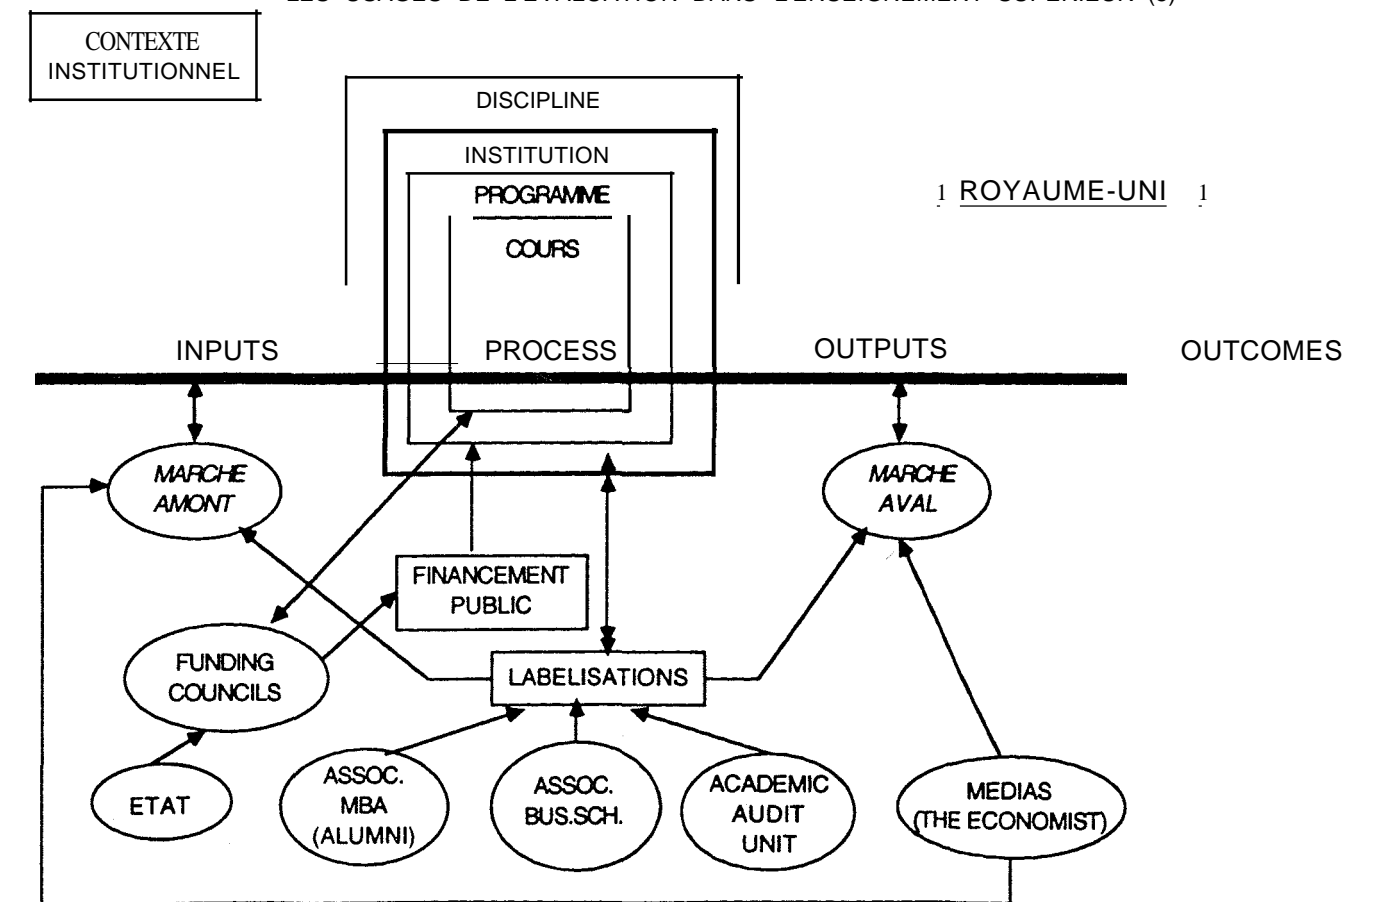 CONTEXTE
INSTITUTIONNEL
DISCIPLINE
INSTITUTION
PROGRAMME
COURS
1 ROYAUME-UNI 1
INPUTS
PROCESS
OUTPUTS
OUTCOMES
MARCHE
AMONT
MARCHE
AVAL
FINANCEMENT
PUBLIC
FUNDING
COUNCILS
LABELISATIONS
ETAT
ASSOC.
MBA
(ALUMNI)
ASSOC.
BUS.SCH.
ACADEMIC
AUDIT
UNIT
MEDIAS
(THE ECONOMIST)